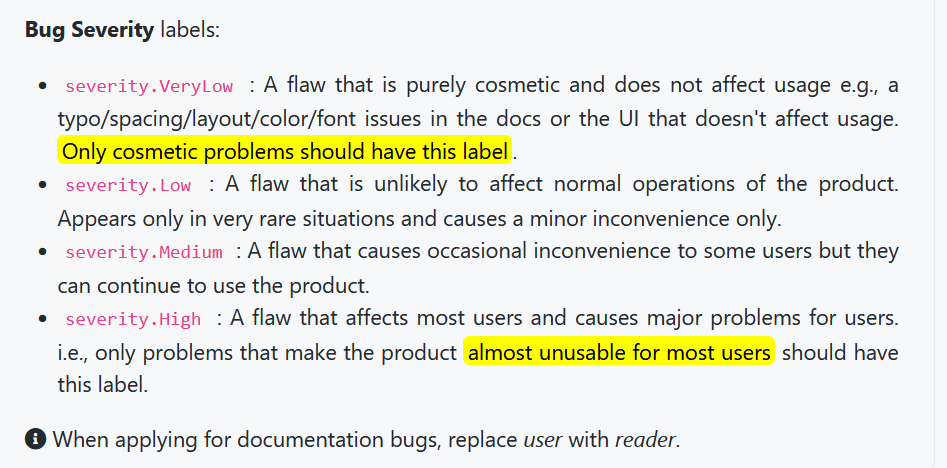 Bug Severity labels:
• severity.VeryLow : A flaw that is purely cosmetic and does not affect usage e.g., a
typo/spacing/layout/color/font issues in the docs or the UI that doesn't affect usage.
Only cosmetic problems should have this label.
• severity.Low : A flaw that is unlikely to affect normal operations of the product.
Appears only in very rare situations and causes a minor inconvenience only.
• severity.Medium : A flaw that causes occasional inconvenience to some users but they
can continue to use the product.
• severity.High : A flaw that affects most users and causes major problems for users.
i.e., only problems that make the product almost unusable for most users should have
this label.
When applying for documentation bugs, replace user with reader.